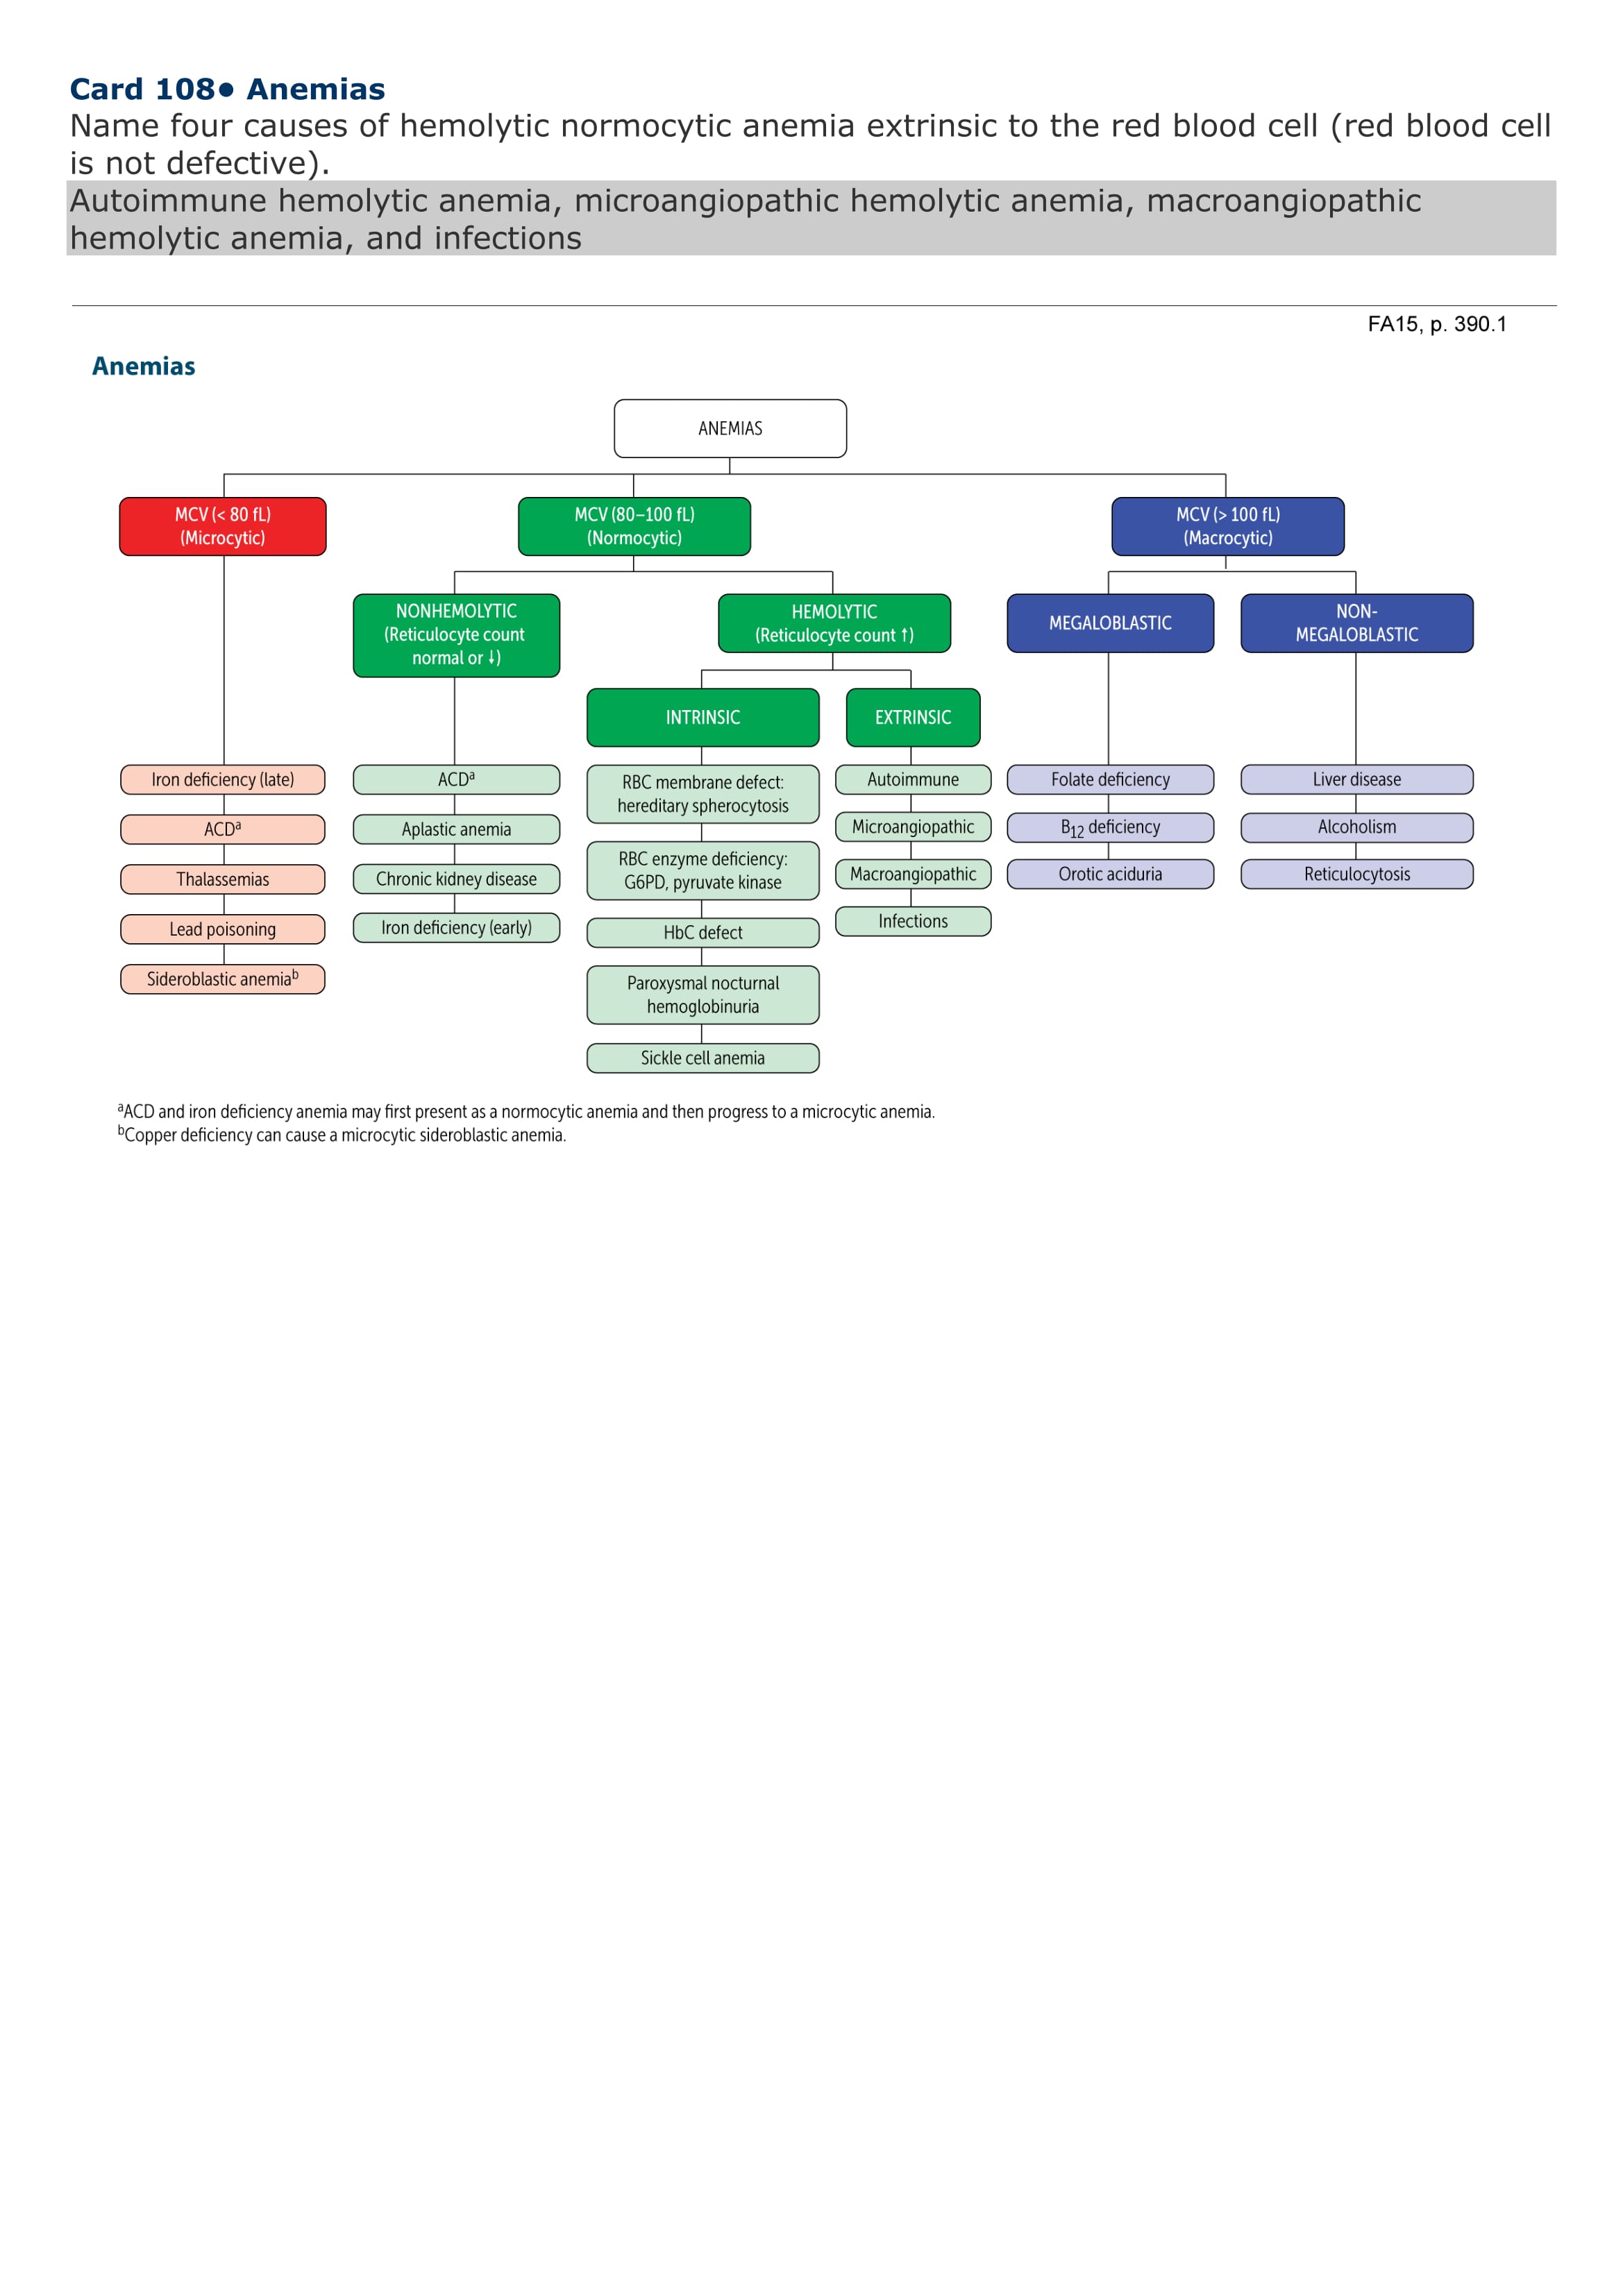 Card 108• Anemias
Name four causes of hemolytic normocytic anemia extrinsic to the red blood cell (red blood cell
is not defective).
Autoimmune hemolytic anemia, microangiopathic hemolytic anemia, macroangiopathic
hemolytic anemia, and infections
FA15, p. 390.1
Anemias
ANEMIAS
MCV (< 80 fL)
(Microcytic)
MCV (80–100 fL)
(Normocytic)
MCV (> 100 fL)
(Macrocytic)
NONHEMOLYTIC
(Reticulocyte count
normal or ↓)
HEMOLYTIC
(Reticulocyte count ↑)
MEGALOBLASTIC
NON-
MEGALOBLASTIC
INTRINSIC
EXTRINSIC
Iron deficiency (late)
ACDᵃ
Thalassemias
Lead poisoning
Sideroblastic anemiaᵇ
ACDᵃ
Aplastic anemia
Chronic kidney disease
Iron deficiency (early)
RBC membrane defect:
hereditary spherocytosis
RBC enzyme deficiency:
G6PD, pyruvate kinase
HbC defect
Paroxysmal nocturnal
hemoglobinuria
Sickle cell anemia
Autoimmune
Microangiopathic
Macroangiopathic
Infections
Folate deficiency
B₁₂ deficiency
Orotic aciduria
Liver disease
Alcoholism
Reticulocytosis
ᵃACD and iron deficiency anemia may first present as a normocytic anemia and then progress to a microcytic anemia.
ᵇCopper deficiency can cause a microcytic sideroblastic anemia.